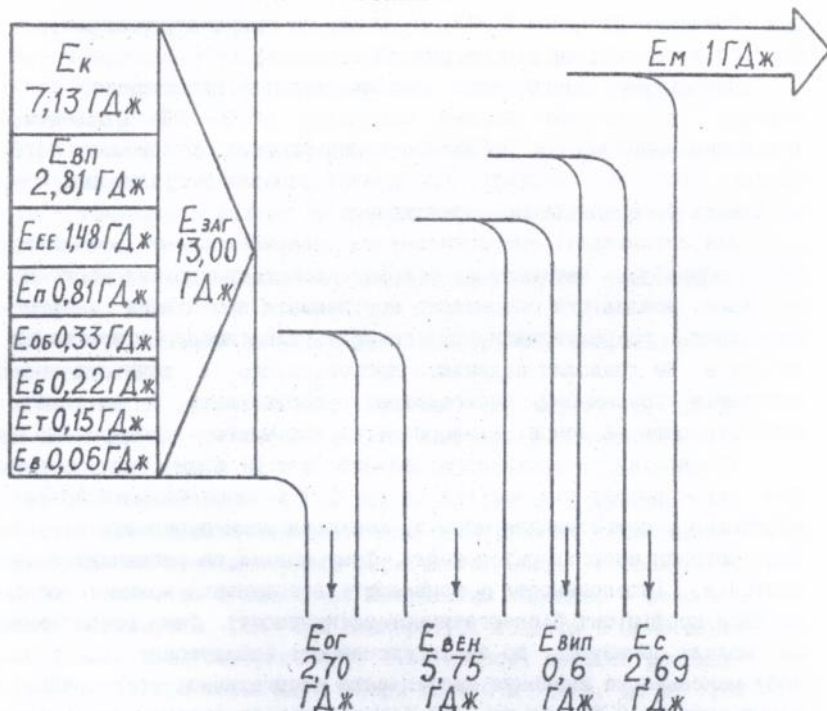 Eк
7,13 ГДж
Eвп
2,81 ГДж
Eее 1,48 ГДж
Eп 0,81 ГДж
Eоб 0,33 ГДж
Eб 0,22 ГДж
Eт 0,15 ГДж
Eв 0,06 ГДж
Eзаг
13,00
ГДж
Eм 1 ГДж
Eог
2,70
ГДж
Eвен
5,75
ГДж
Eвип
0,6
ГДж
Eс
2,69
ГДж